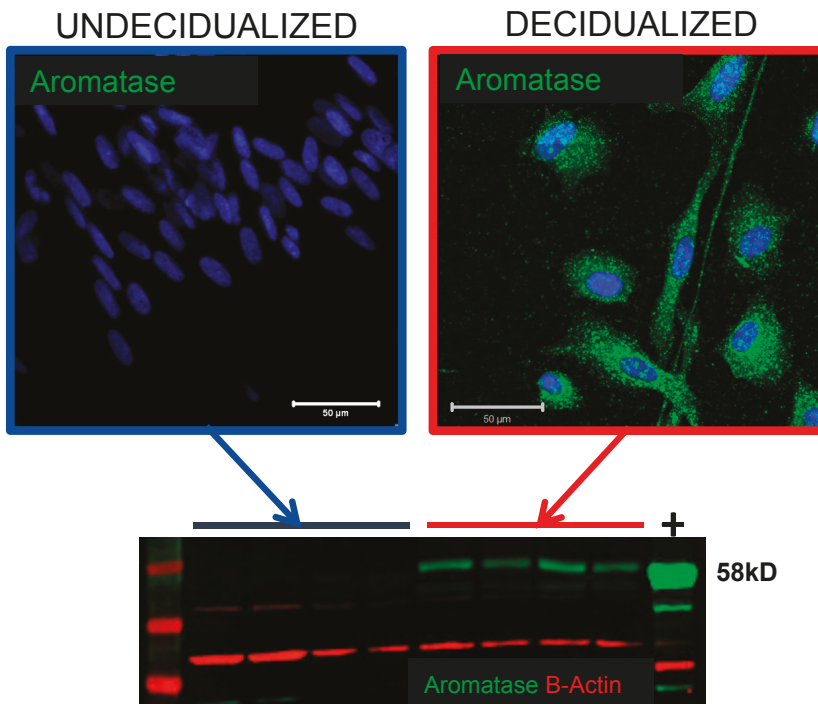 UNDECIDUALIZED
DECIDUALIZED
Aromatase
Aromatase
50 µm
50 µm
+
58kD
Aromatase B-Actin